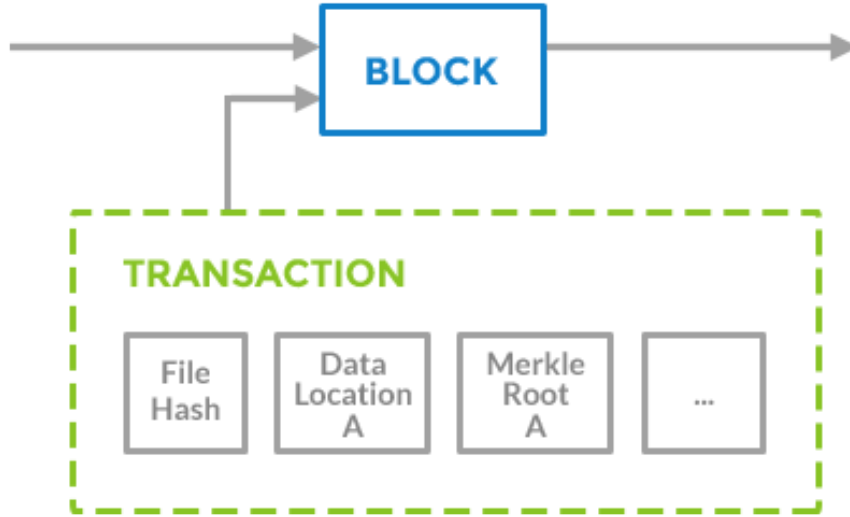 BLOCK
TRANSACTION
File
Hash
Data
Location
A
Merkle
Root
A
...